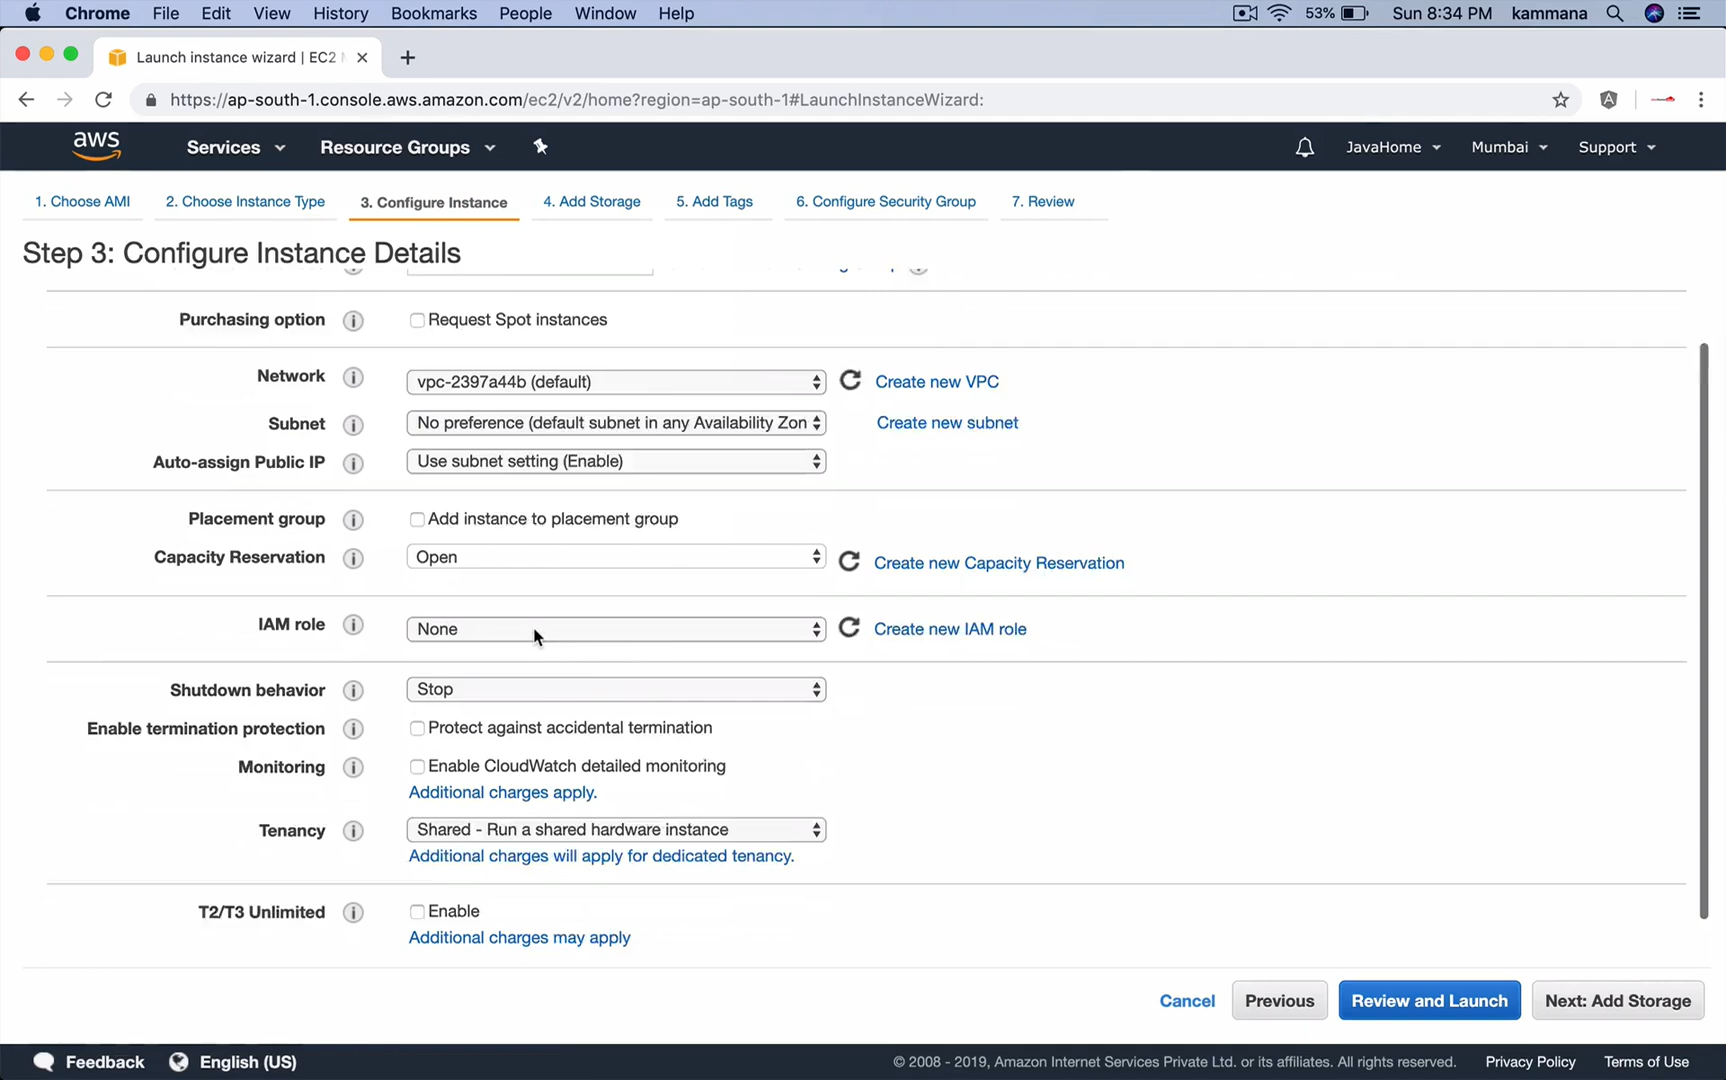 Chrome File Edit View History Bookmarks People Window Help 53% Sun 8:34 PM kammana
Launch instance wizard | EC2
https://ap-south-1.console.aws.amazon.com/ec2/v2/home?region=ap-south-1#LaunchInstanceWizard:
aws Services Resource Groups JavaHome Mumbai Support
1. Choose AMI 2. Choose Instance Type 3. Configure Instance 4. Add Storage 5. Add Tags 6. Configure Security Group 7. Review
Step 3: Configure Instance Details
Purchasing option i Request Spot instances
Network i vpc-2397a44b (default) Create new VPC
Subnet i No preference (default subnet in any Availability Zon Create new subnet
Auto-assign Public IP i Use subnet setting (Enable)
Placement group i Add instance to placement group
Capacity Reservation i Open Create new Capacity Reservation
IAM role i None Create new IAM role
Shutdown behavior i Stop
Enable termination protection i Protect against accidental termination
Monitoring i Enable CloudWatch detailed monitoring
Additional charges apply.
Tenancy i Shared - Run a shared hardware instance
Additional charges will apply for dedicated tenancy.
T2/T3 Unlimited i Enable
Additional charges may apply
Cancel Previous Review and Launch Next: Add Storage
Feedback English (US) © 2008 - 2019, Amazon Internet Services Private Ltd. or its affiliates. All rights reserved. Privacy Policy Terms of Use